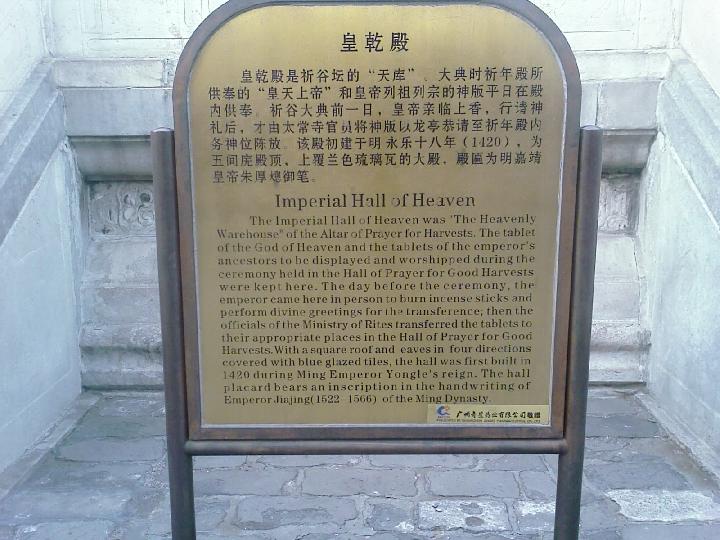 皇乾殿
皇乾殿是祈谷坛的“天库”。大典时祈年殿所
供奉的“皇天上帝”和皇帝列祖列宗的神版平日在殿
内供奉。祈谷大典前一日，皇帝亲临上香，行请神
礼后，才由太常寺官员将神版以龙亭恭请至祈年殿内
务神位陈放。该殿初建于明永乐十八年（1420），为
五间庑殿顶，上覆兰色琉璃瓦的大殿。殿匾为明嘉靖
皇帝朱厚熜御笔。
Imperial Hall of Heaven
The Imperial Hall of Heaven was "The Heavenly
Warehouse" of the Altar of Prayer for Harvests. The tablet
of the God of Heaven and the tablets of the emperor's
ancestors to be displayed and worshipped during the
ceremony held in the Hall of Prayer for Good Harvests
were kept here. The day before the ceremony, the
emperor came here in person to burn incense sticks and
perform divine greetings for the transference; then the
officials of the Ministry of Rites transferred the tablets to
their appropriate places in the Hall of Prayer for Good
Harvests. With a square roof and eaves in four directions
covered with blue glazed tiles, the hall was first built in
1420 during Ming Emperor Yongle's reign. The hall
placard bears an inscription in the handwriting of
Emperor Jiajing(1522-1566) of the Ming Dynasty.
广州 药业有限公司敬赠